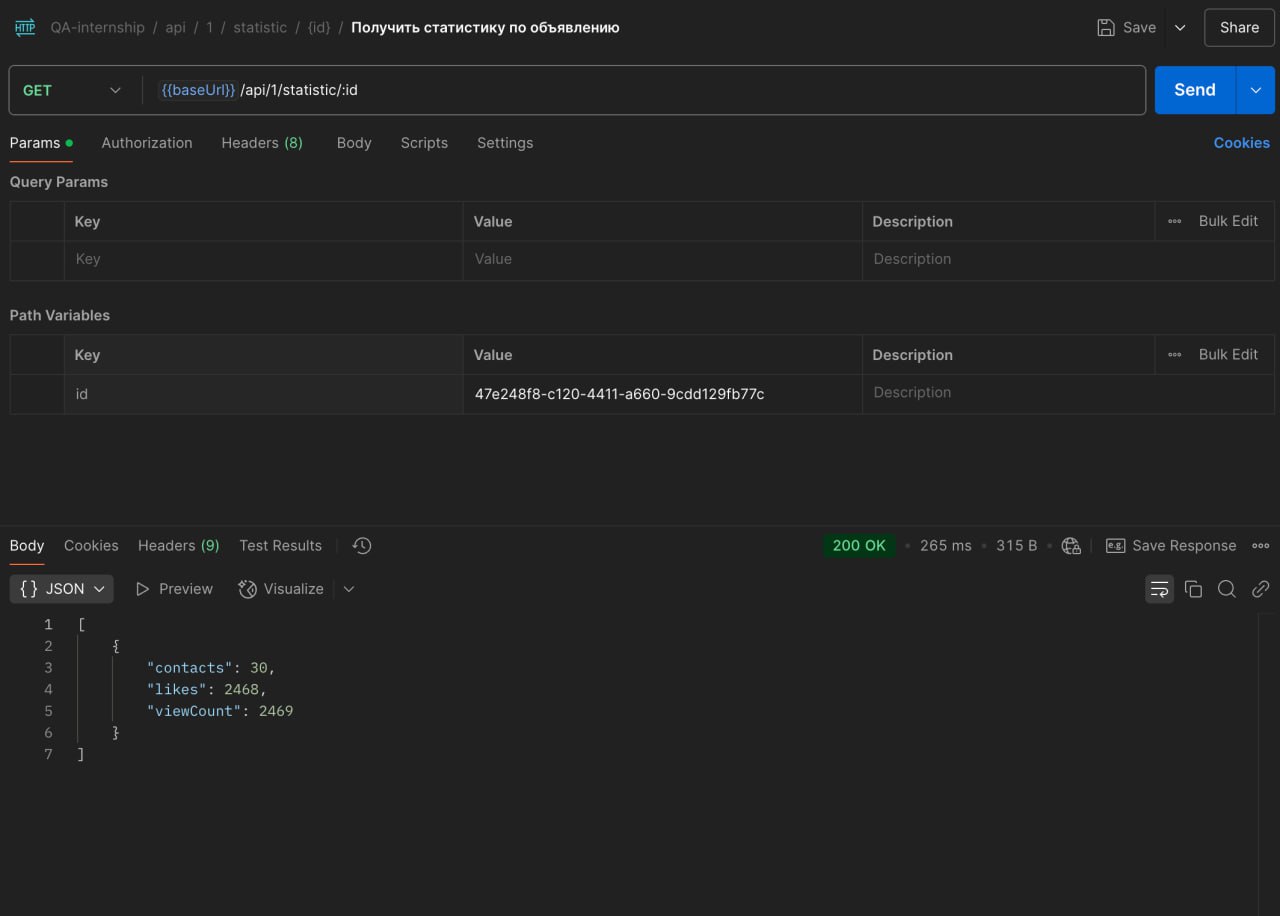 HTTP QA-internship / api / 1 / statistic / {id} / Получить статистику по объявлению Save Share
GET {{baseUrl}} /api/1/statistic/:id Send
Params Authorization Headers (8) Body Scripts Settings Cookies
Query Params
Key Value Description Bulk Edit
Key Value Description
Path Variables
Key Value Description Bulk Edit
id 47e248f8-c120-4411-a660-9cdd129fb77c Description
Body Cookies Headers (9) Test Results 200 OK 265 ms 315 B e.g. Save Response
{} JSON Preview Visualize
1 [
2 {
3 "contacts": 30,
4 "likes": 2468,
5 "viewCount": 2469
6 }
7 ]